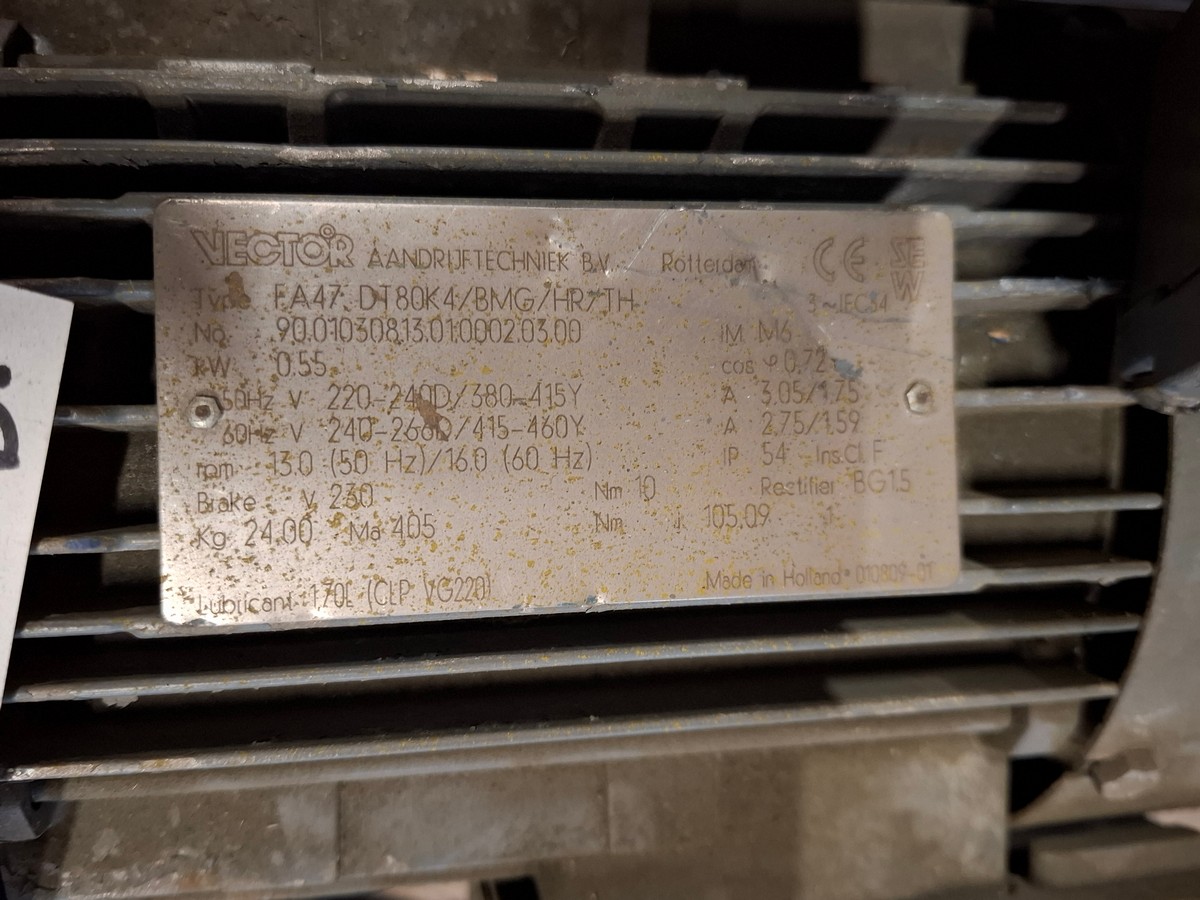 VECTOR AANDRIJFTECHNIEK B.V. Rotterdam CE SEW
Type FA47 DT80K4/BMG/HR/TH 3~IEC34
No. 90.01030813.01.0002.03.00 IM M6
kW 0.55 cos φ 0,72
50Hz V 220-240D/380-415Y A 3.05/1.75
60Hz V 240-266D/415-460Y A 2.75/1.59
rpm 13.0 (50 Hz)/16.0 (60 Hz) IP 54 Ins.Cl. F
Brake V 230 Nm 10 Rectifier BG1.5
Kg 24.00 Ma 405 Nm i 105.09 :1
Lubricant 1.70L (CLP VG220) Made in Holland 010809-01